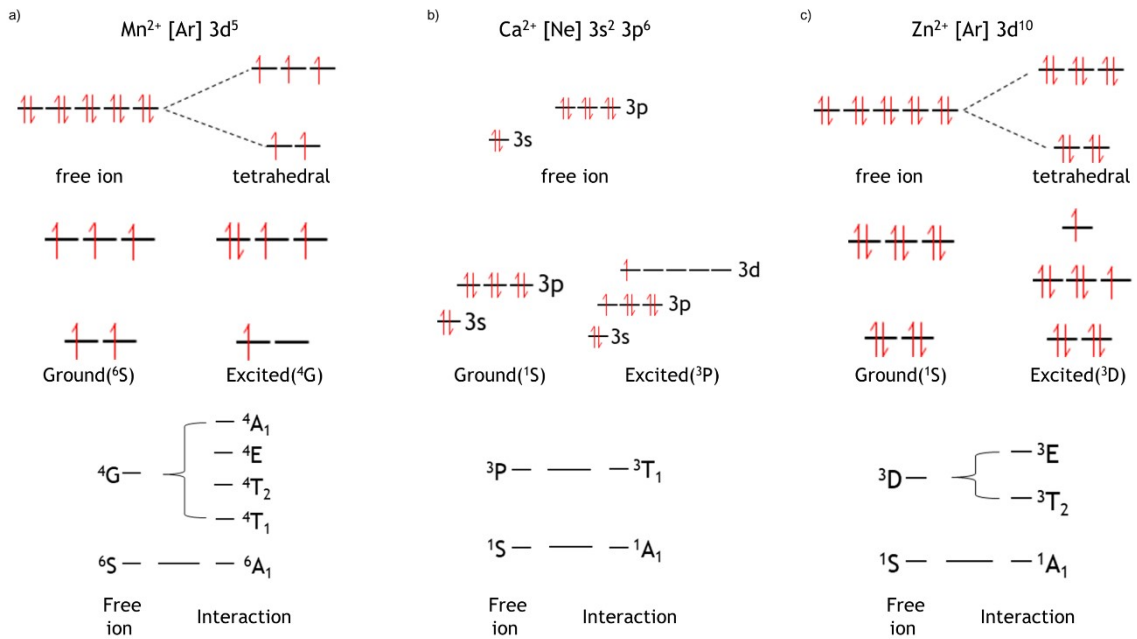 a)
Mn²⁺ [Ar] 3d⁵
free ion
tetrahedral
Ground(⁶S)
Excited(⁴G)
⁴G
⁴A₁
⁴E
⁴T₂
⁴T₁
⁶S
⁶A₁
Free
ion
Interaction
b)
Ca²⁺ [Ne] 3s² 3p⁶
3p
3s
free ion
3d
3p
3p
3s
3s
Ground(¹S)
Excited(³P)
³P
³T₁
¹S
¹A₁
Free
ion
Interaction
c)
Zn²⁺ [Ar] 3d¹⁰
free ion
tetrahedral
Ground(¹S)
Excited(³D)
³D
³E
³T₂
¹S
¹A₁
Free
ion
Interaction